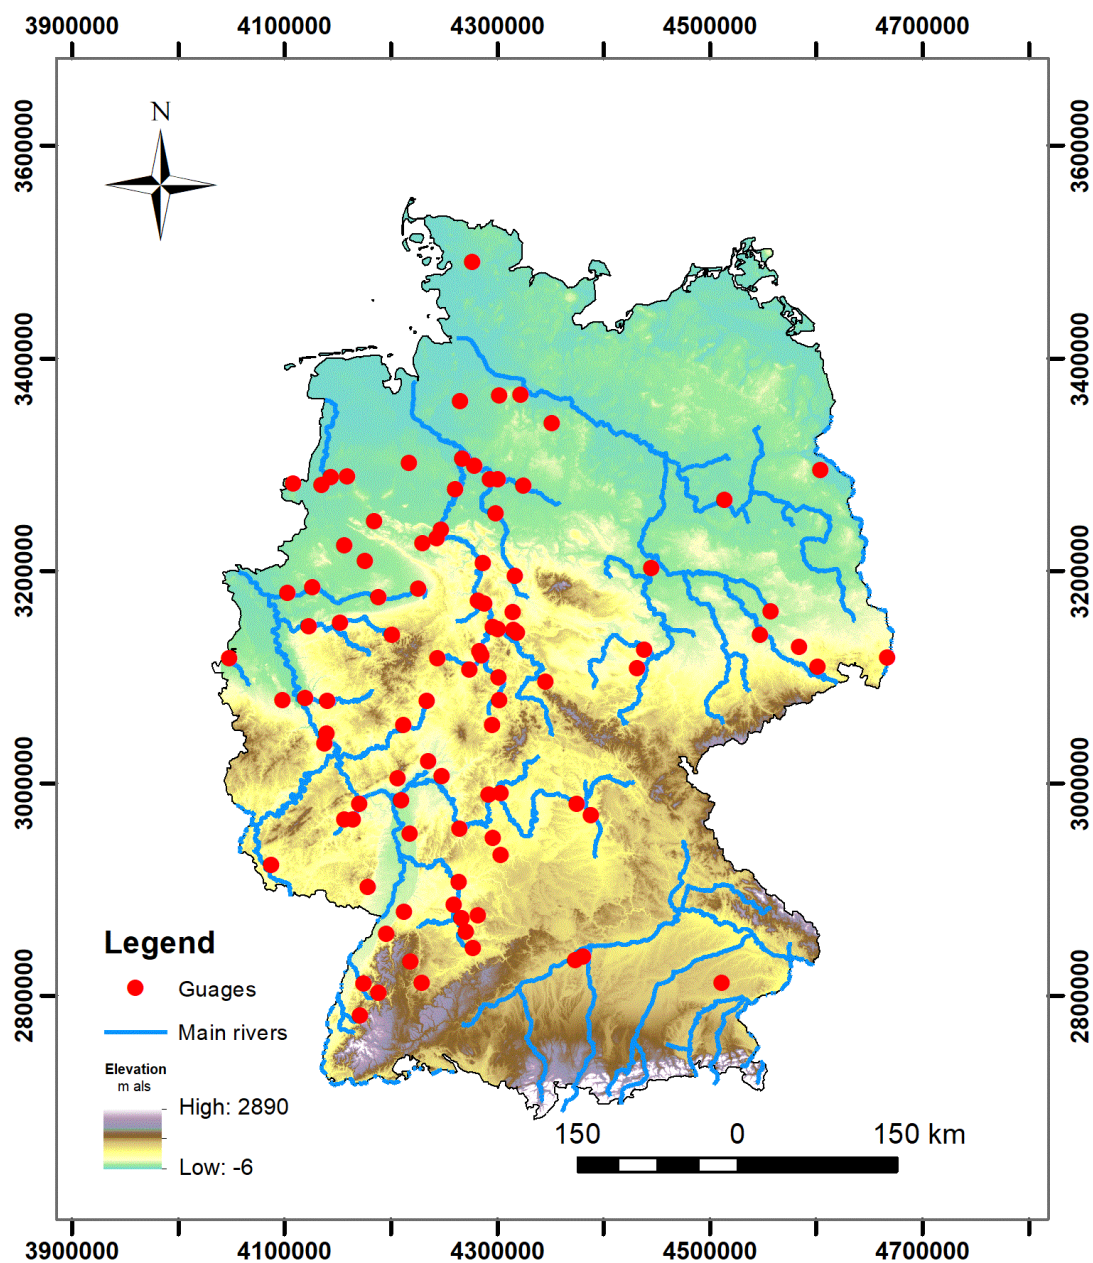 3900000 4100000 4300000 4500000 4700000
N
3600000 3600000
3400000 3400000
3200000 3200000
3000000 3000000
2800000 2800000
Legend
Guages
Main rivers
Elevation
m als
High: 2890
Low: -6
150 0 150 km
3900000 4100000 4300000 4500000 4700000